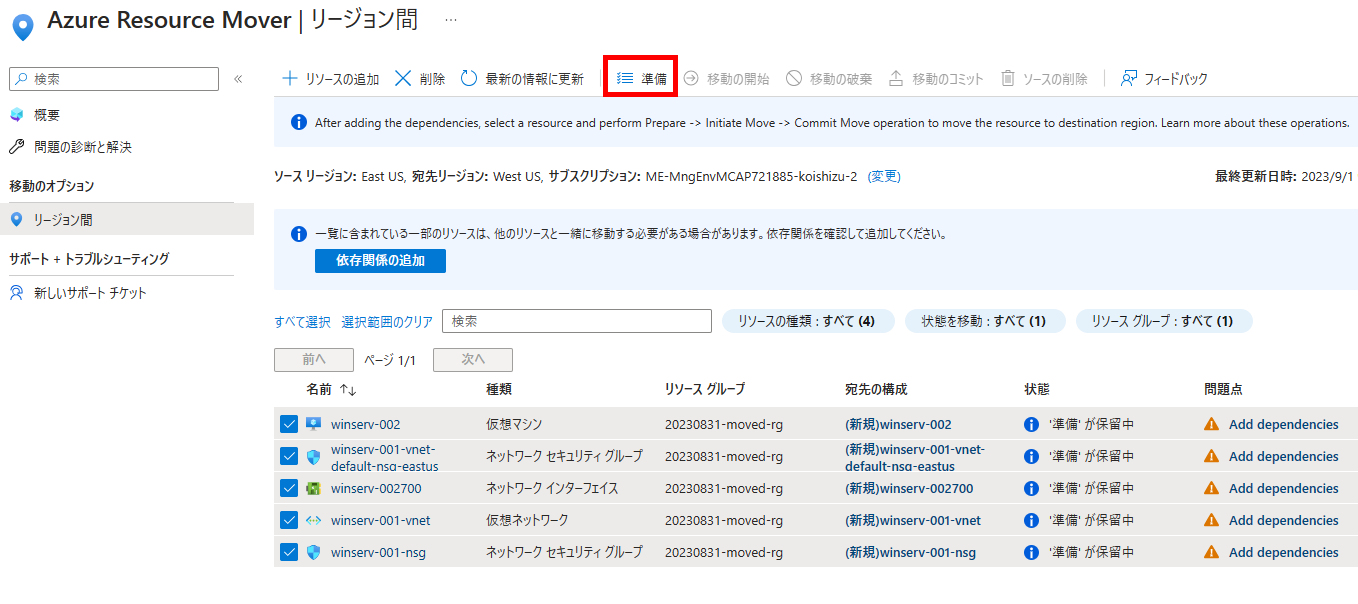 Azure Resource Mover | リージョン間 …
検索 «
概要
問題の診断と解決
移動のオプション
リージョン間
サポート + トラブルシューティング
新しいサポート チケット
リソースの追加 削除 最新の情報に更新 準備 移動の開始 移動の破棄 移動のコミット ソースの削除 フィードバック
After adding the dependencies, select a resource and perform Prepare -> Initiate Move -> Commit Move operation to move the resource to destination region. Learn more about these operations.
ソース リージョン: East US, 宛先リージョン: West US, サブスクリプション: ME-MngEnvMCAP721885-koishizu-2 (変更) 最終更新日時: 2023/9/1
一覧に含まれている一部のリソースは、他のリソースと一緒に移動する必要がある場合があります。依存関係を確認して追加してください。
依存関係の追加
すべて選択 選択範囲のクリア 検索 リソースの種類 : すべて (4) 状態を移動 : すべて (1) リソース グループ : すべて (1)
前へ ページ 1/1 次へ
名前 ↑↓ 種類 リソース グループ 宛先の構成 状態 問題点
winserv-002 仮想マシン 20230831-moved-rg (新規)winserv-002 '準備' が保留中 Add dependencies
winserv-001-vnet- ネットワーク セキュリティ グループ 20230831-moved-rg (新規)winserv-001-vnet- '準備' が保留中 Add dependencies
default-nsg-eastus default-nsg-eastus
winserv-002700 ネットワーク インターフェイス 20230831-moved-rg (新規)winserv-002700 '準備' が保留中 Add dependencies
winserv-001-vnet 仮想ネットワーク 20230831-moved-rg (新規)winserv-001-vnet '準備' が保留中 Add dependencies
winserv-001-nsg ネットワーク セキュリティ グループ 20230831-moved-rg (新規)winserv-001-nsg '準備' が保留中 Add dependencies